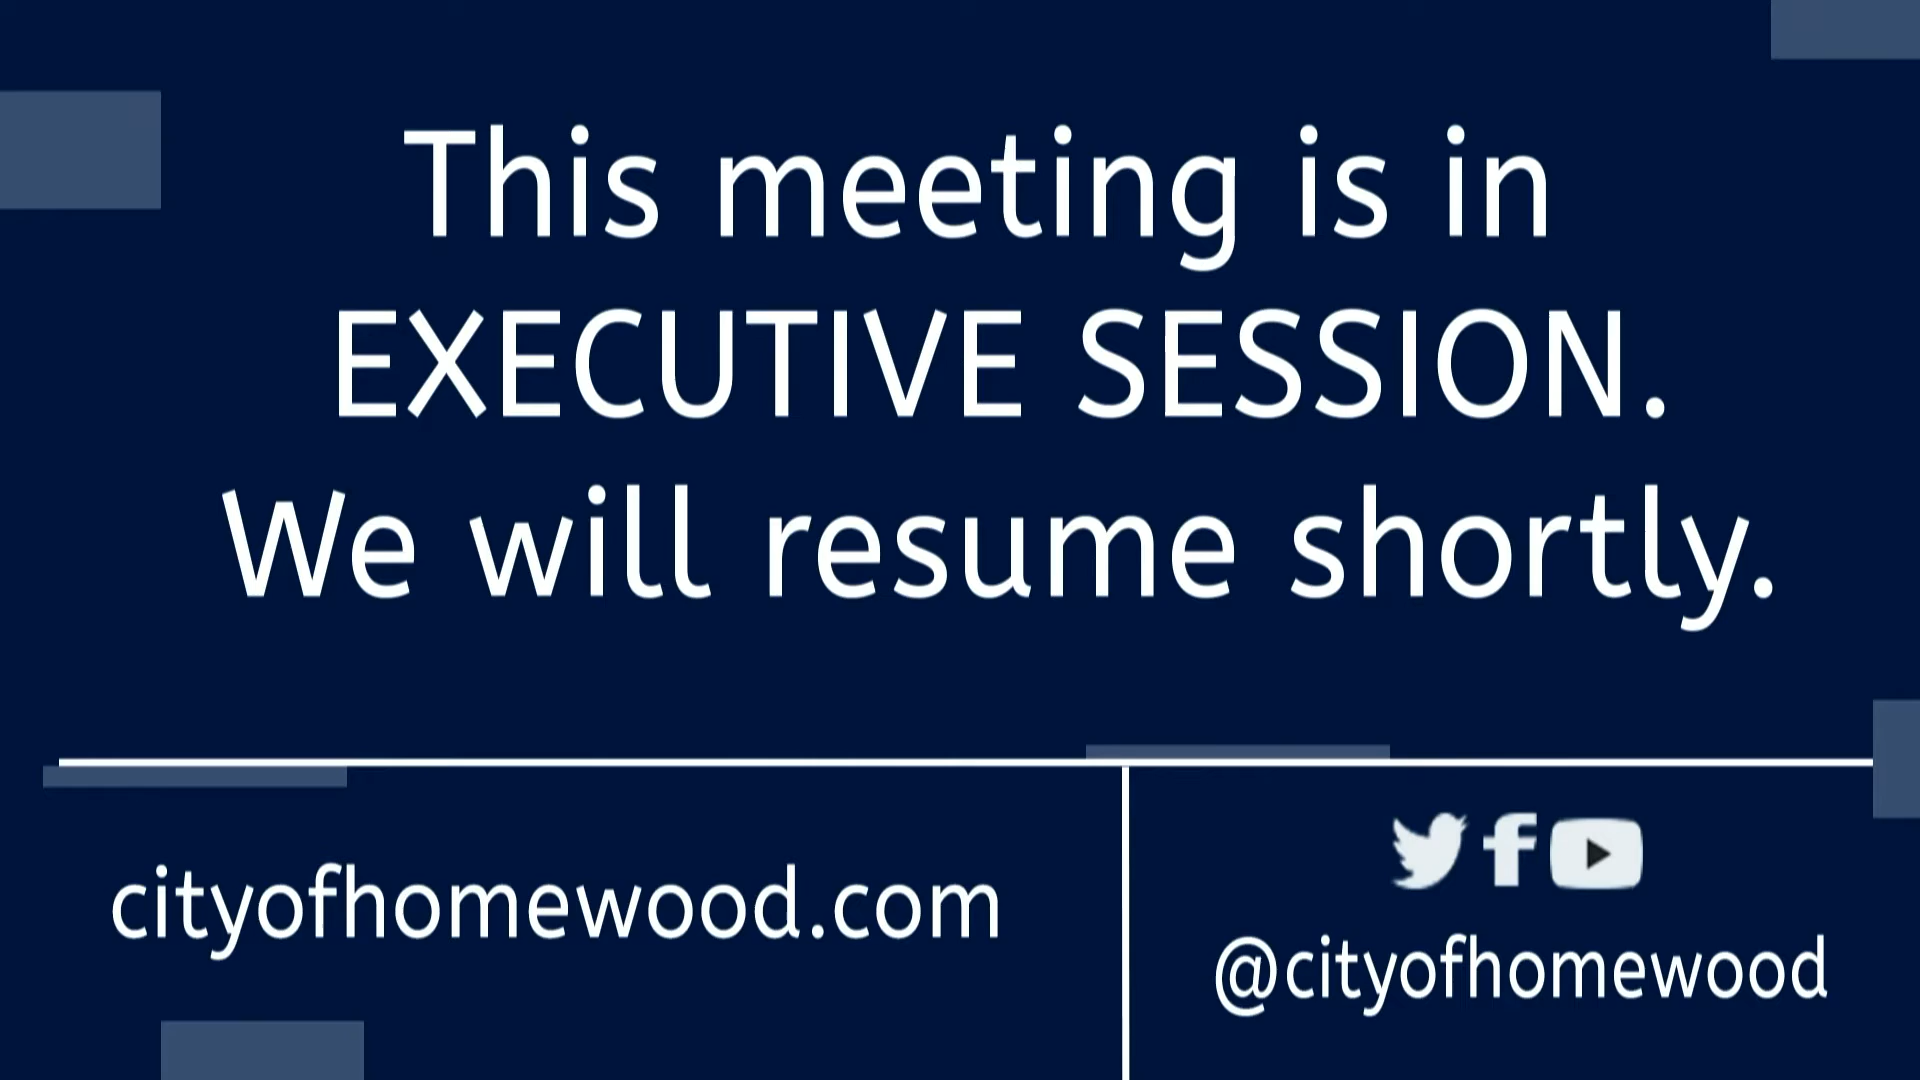 This meeting is in
EXECUTIVE SESSION.
We will resume shortly.
cityofhomewood.com
@cityofhomewood